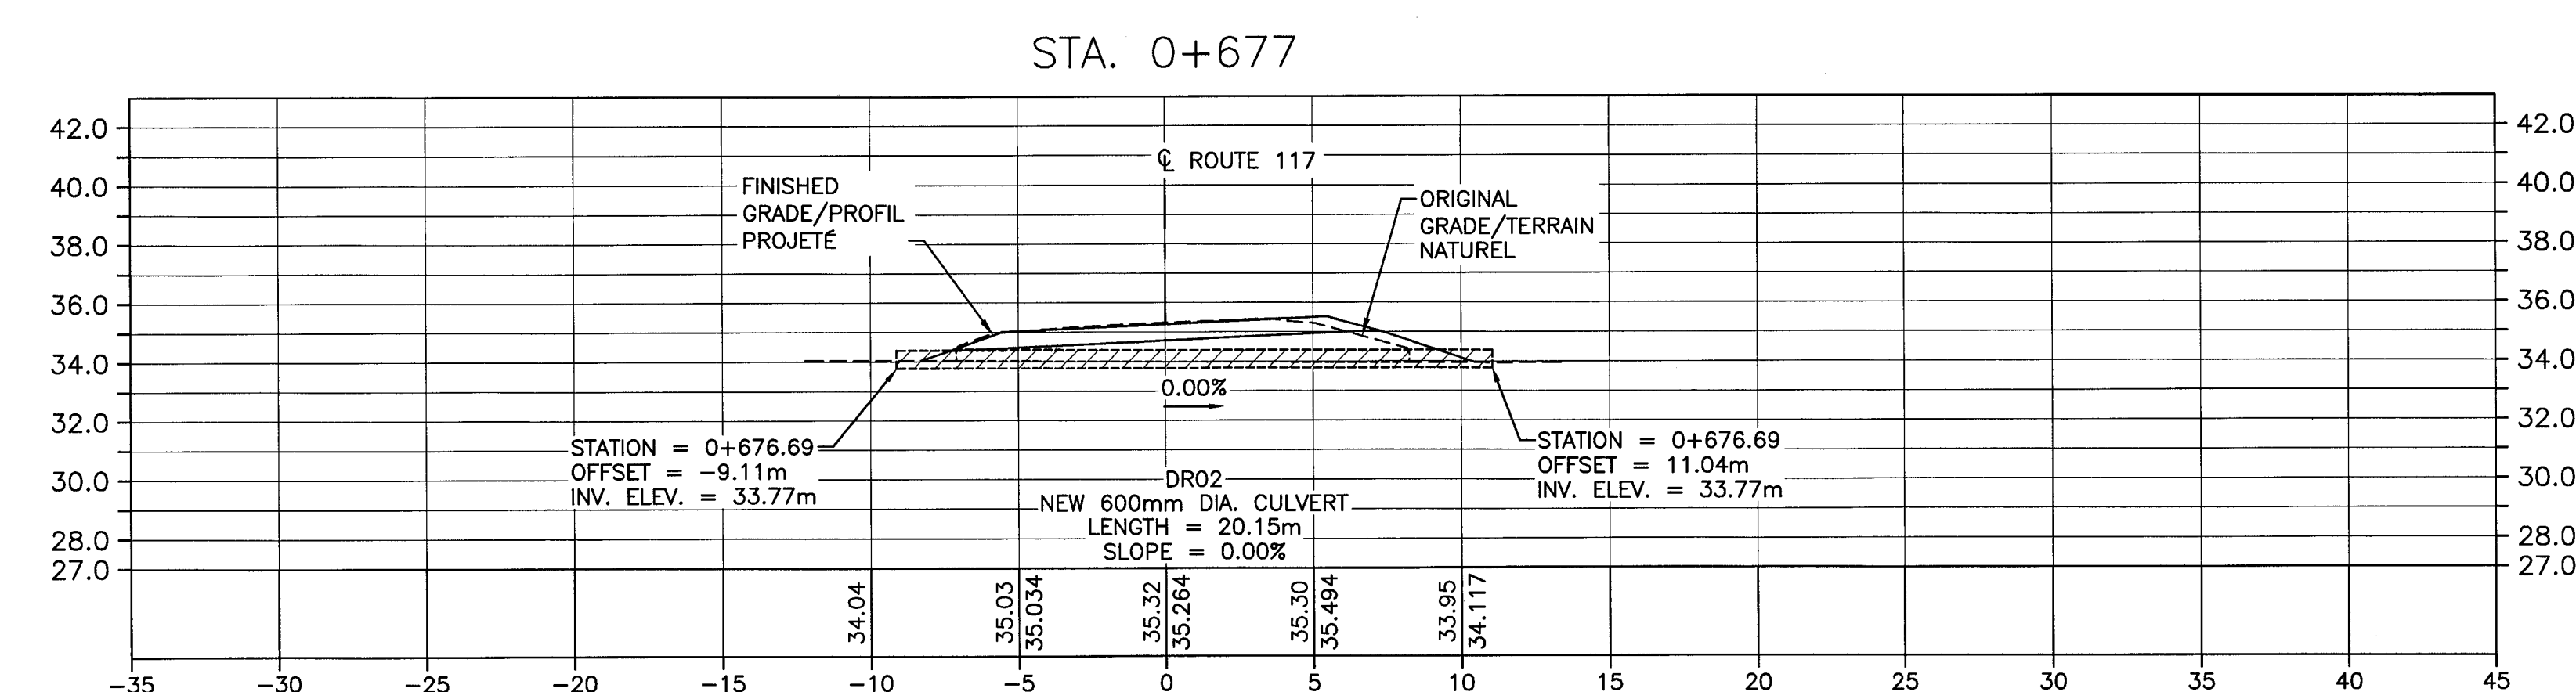 STA. 0+677
42.0
40.0
38.0
36.0
34.0
32.0
30.0
28.0
27.0
℄ ROUTE 117
FINISHED
GRADE/PROFIL
PROJETÉ
ORIGINAL
GRADE/TERRAIN
NATUREL
0.00%
STATION = 0+676.69
OFFSET = -9.11m
INV. ELEV. = 33.77m
DR02
NEW 600mm DIA. CULVERT
LENGTH = 20.15m
SLOPE = 0.00%
STATION = 0+676.69
OFFSET = 11.04m
INV. ELEV. = 33.77m
42.0
40.0
38.0
36.0
34.0
32.0
30.0
28.0
27.0
34.04
35.03
35.034
35.32
35.264
35.30
35.494
33.95
34.117
-35 -30 -25 -20 -15 -10 -5 0 5 10 15 20 25 30 35 40 45